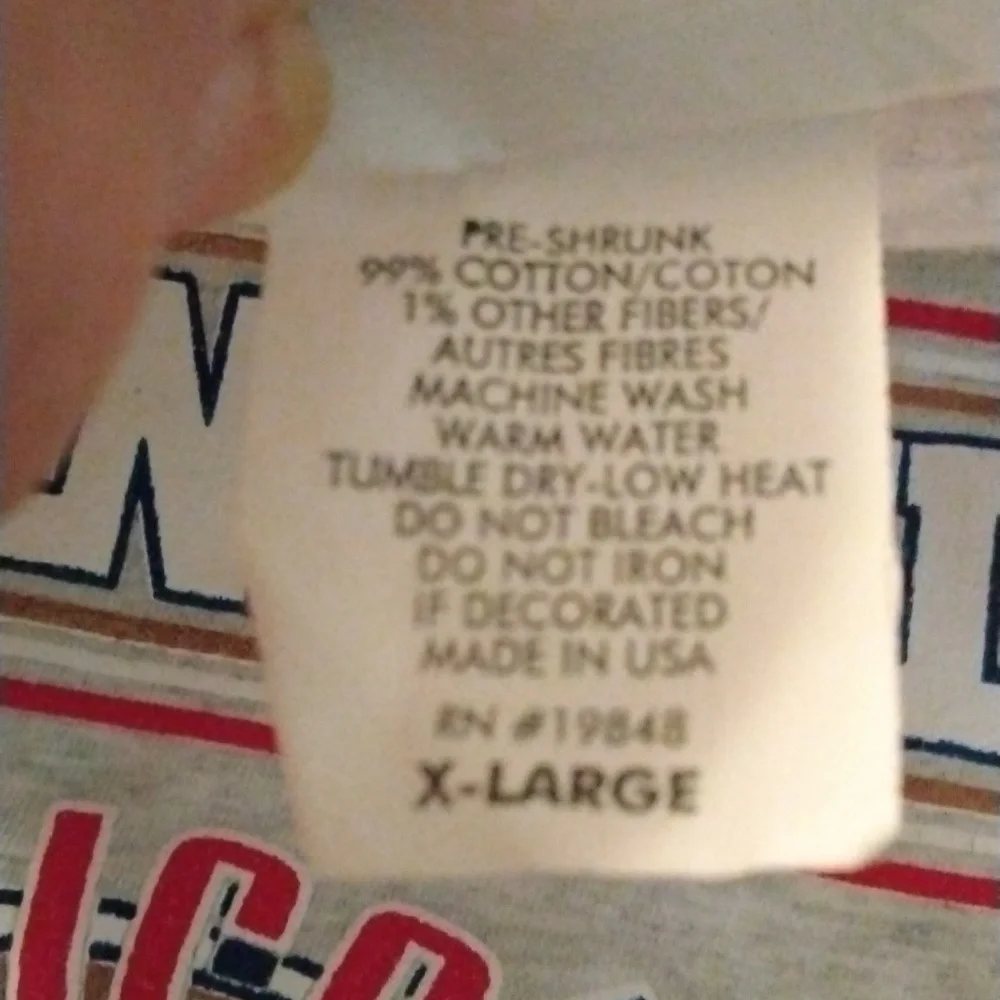 PRE-SHRUNK
99% COTTON/COTON
1% OTHER FIBERS/
AUTRES FIBRES
MACHINE WASH
WARM WATER
TUMBLE DRY-LOW HEAT
DO NOT BLEACH
DO NOT IRON
IF DECORATED
MADE IN USA
RN #19848
X-LARGE